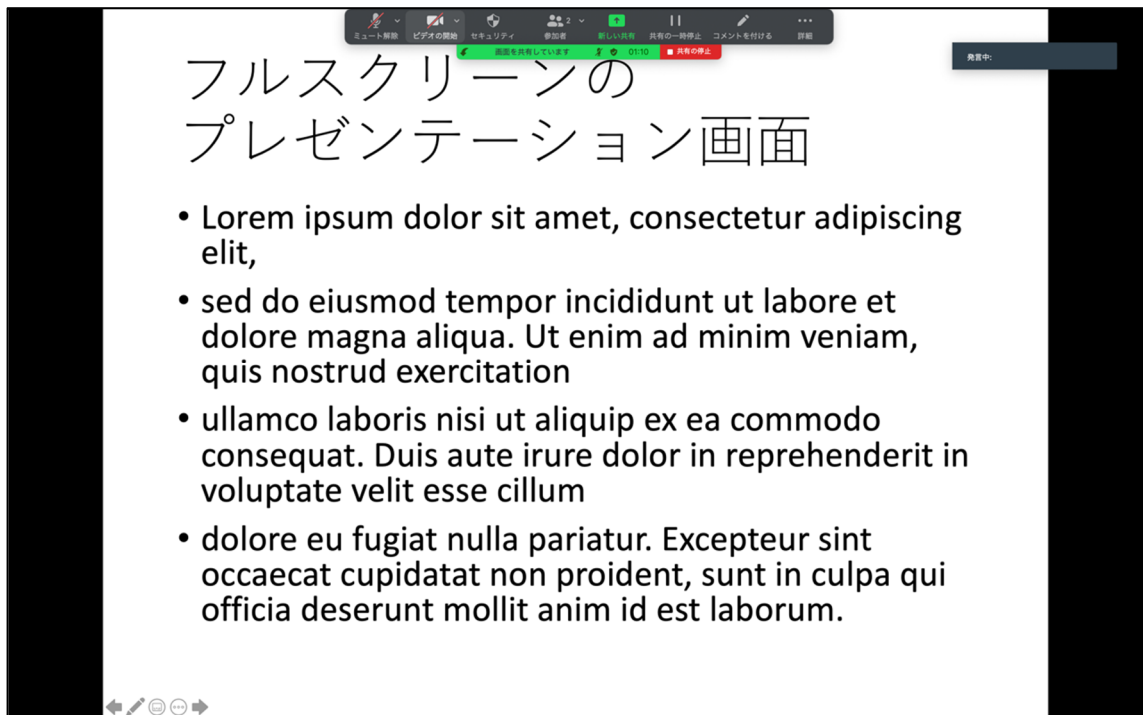 ミュート解除 ビデオの開始 セキュリティ 参加者 2 新しい共有 共有の一時停止 コメントを付ける 詳細
画面を共有しています 01:10 共有の停止
発言中:
フルスクリーンの
プレゼンテーション画面
• Lorem ipsum dolor sit amet, consectetur adipiscing
elit,
• sed do eiusmod tempor incididunt ut labore et
dolore magna aliqua. Ut enim ad minim veniam,
quis nostrud exercitation
• ullamco laboris nisi ut aliquip ex ea commodo
consequat. Duis aute irure dolor in reprehenderit in
voluptate velit esse cillum
• dolore eu fugiat nulla pariatur. Excepteur sint
occaecat cupidatat non proident, sunt in culpa qui
officia deserunt mollit anim id est laborum.